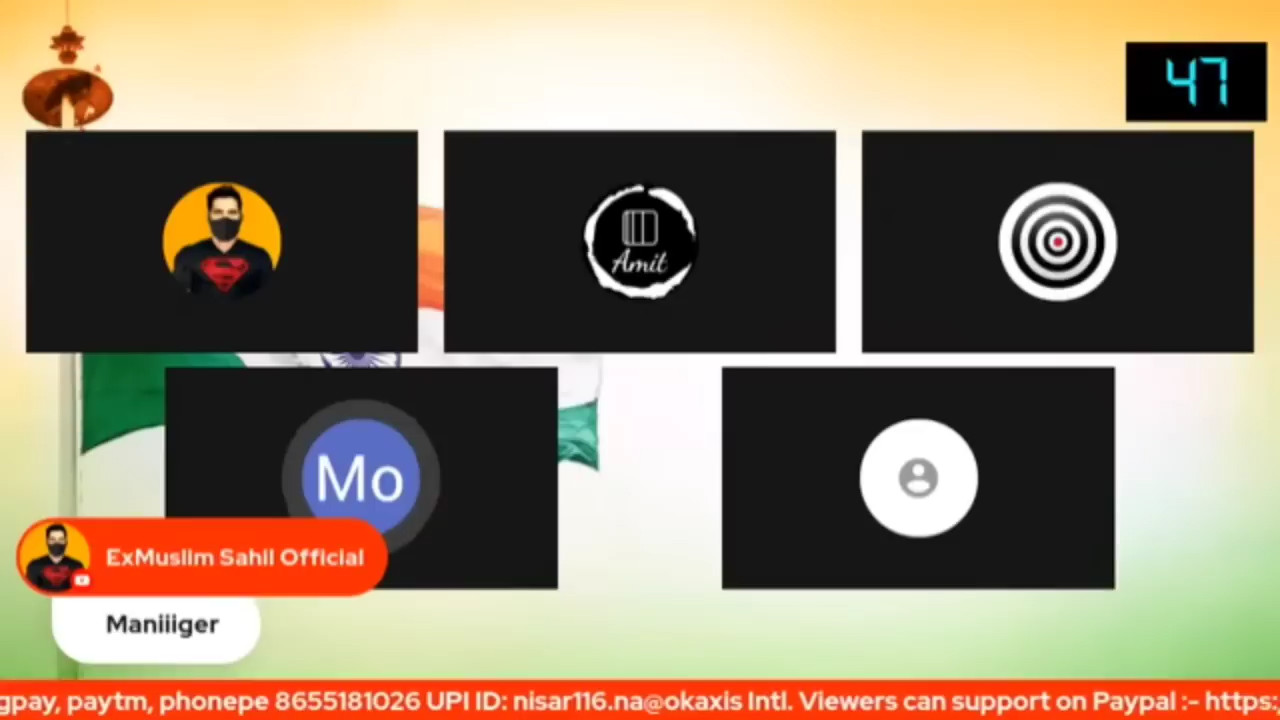 47
Amit
Mo
ExMuslim Sahil Official
Maniiiger
gpay, paytm, phonepe 8655181026 UPI ID: nisar116.na@okaxis Intl. Viewers can support on Paypal :- https:/